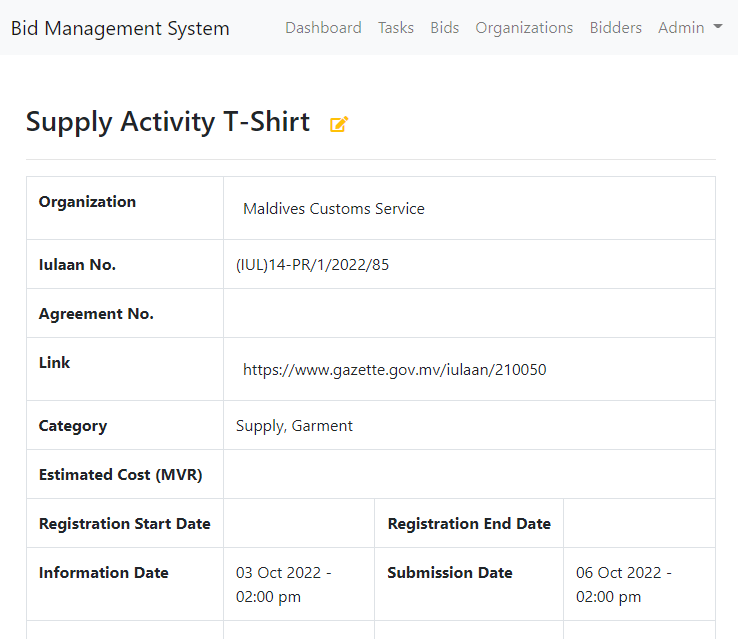 Bid Management System Dashboard Tasks Bids Organizations Bidders Admin
Supply Activity T-Shirt
Organization Maldives Customs Service
Iulaan No. (IUL)14-PR/1/2022/85
Agreement No.
Link https://www.gazette.gov.mv/iulaan/210050
Category Supply, Garment
Estimated Cost (MVR)
Registration Start Date Registration End Date
Information Date 03 Oct 2022 - Submission Date 06 Oct 2022 -
02:00 pm 02:00 pm